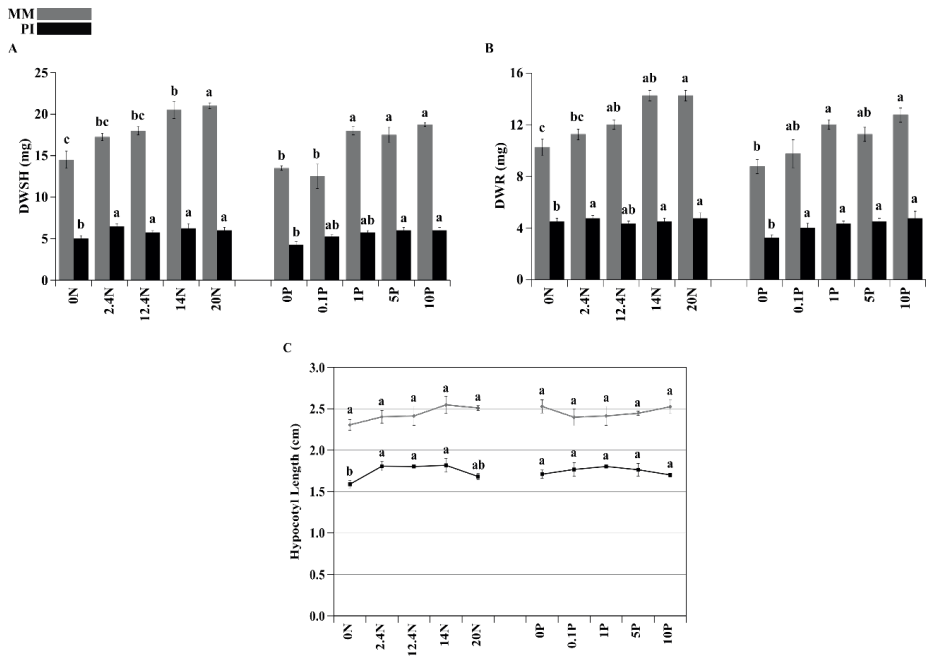 MM
PI
A
25
20
15
10
5
0
DWSH (mg)
c bc bc b a
b a a a a
b b a a a
b ab ab a a
0N 2.4N 12.4N 14N 20N 0P 0.1P 1P 5P 10P
B
16
12
8
4
0
DWR (mg)
c bc ab ab a
b a ab a a
b ab a ab a
b a a a a
0N 2.4N 12.4N 14N 20N 0P 0.1P 1P 5P 10P
C
3.0
2.5
2.0
1.5
1.0
0.5
0.0
Hypocotyl Length (cm)
a a a a a a a a a a
b a a a ab a a a a a
0N 2.4N 12.4N 14N 20N 0P 0.1P 1P 5P 10P